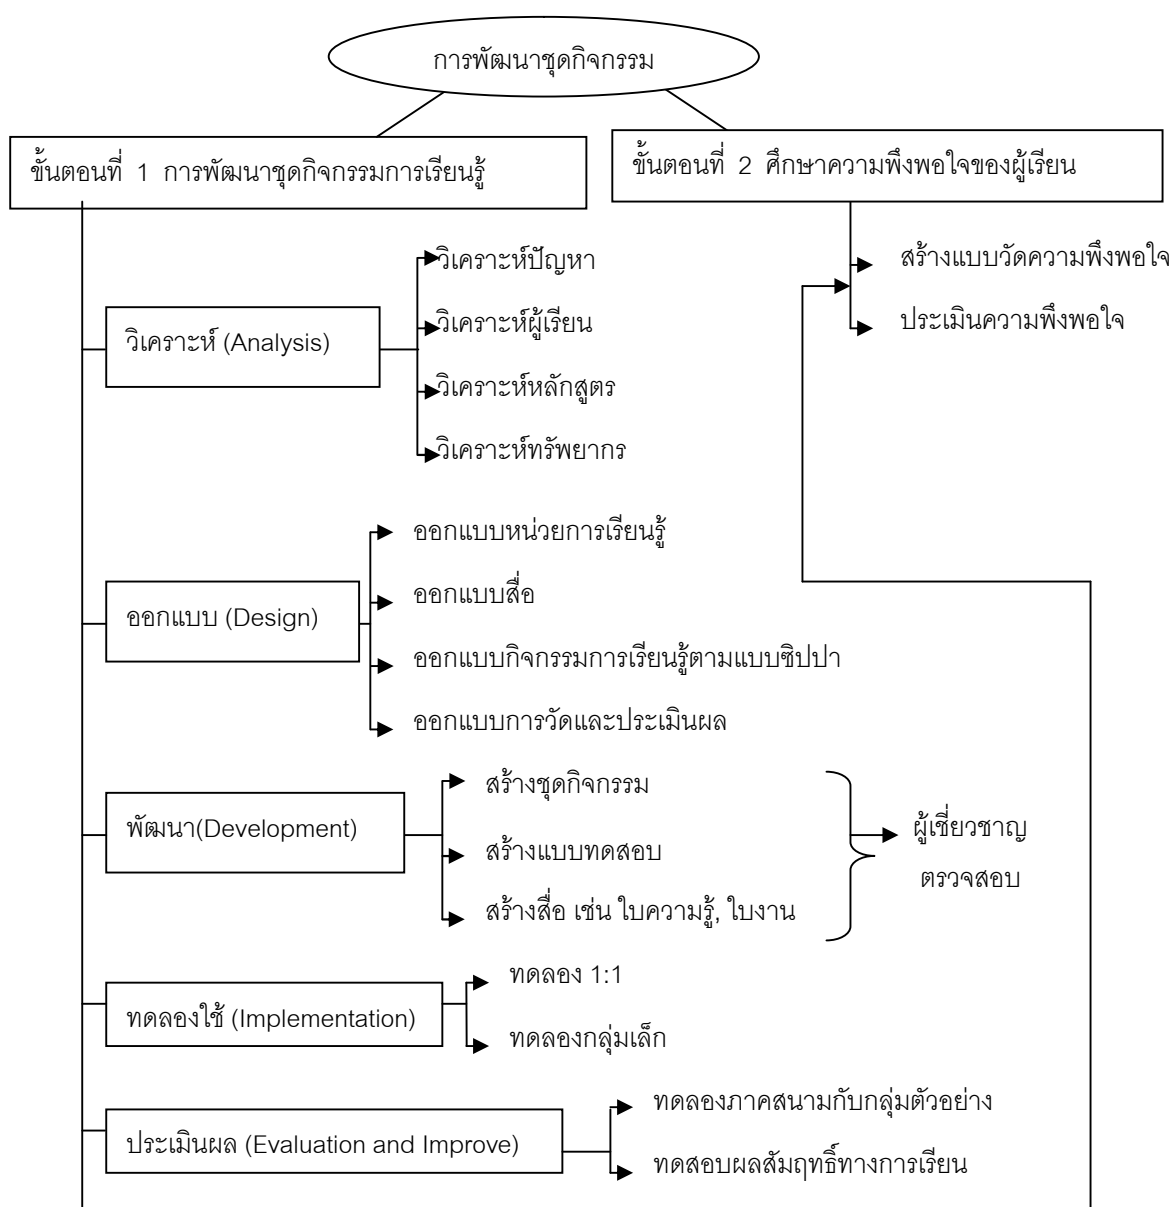 การพัฒนาชุดกิจกรรม
ขั้นตอนที่ 1 การพัฒนาชุดกิจกรรมการเรียนรู้
ขั้นตอนที่ 2 ศึกษาความพึงพอใจของผู้เรียน
สร้างแบบวัดความพึงพอใจ
ประเมินความพึงพอใจ
วิเคราะห์ (Analysis)
วิเคราะห์ปัญหา
วิเคราะห์ผู้เรียน
วิเคราะห์หลักสูตร
วิเคราะห์ทรัพยากร
ออกแบบ (Design)
ออกแบบหน่วยการเรียนรู้
ออกแบบสื่อ
ออกแบบกิจกรรมการเรียนรู้ตามแบบซิปปา
ออกแบบการวัดและประเมินผล
พัฒนา(Development)
สร้างชุดกิจกรรม
สร้างแบบทดสอบ
สร้างสื่อ เช่น ใบความรู้, ใบงาน
ผู้เชี่ยวชาญ
ตรวจสอบ
ทดลองใช้ (Implementation)
ทดลอง 1:1
ทดลองกลุ่มเล็ก
ประเมินผล (Evaluation and Improve)
ทดลองภาคสนามกับกลุ่มตัวอย่าง
ทดสอบผลสัมฤทธิ์ทางการเรียน